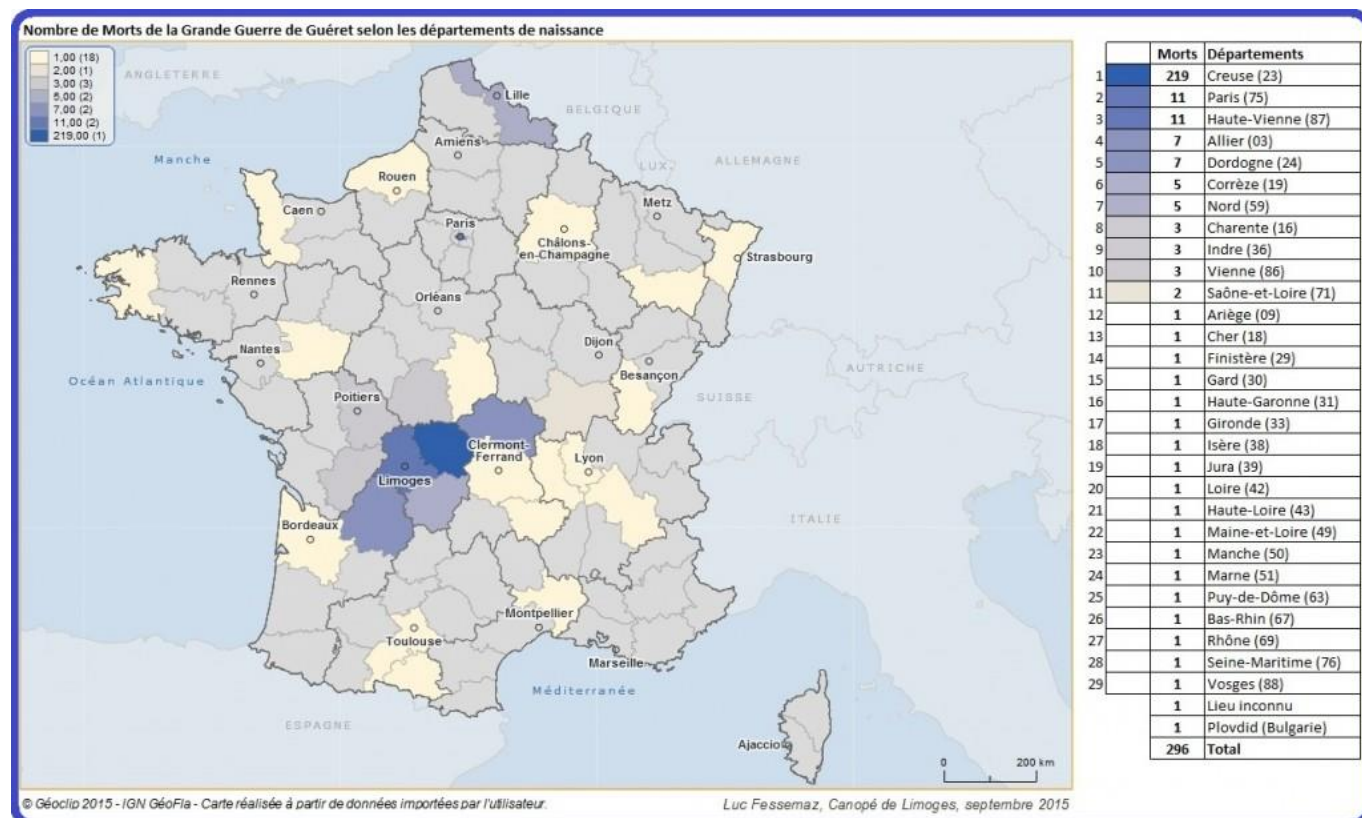 Nombre de Morts de la Grande Guerre de Guéret selon les départements de naissance
1,00 (18)
2,00 (1)
3,00 (3)
5,00 (2)
7,00 (2)
11,00 (2)
219,00 (1)
ANGLETERRE
Lille
BELGIQUE
Amiens
Manche
LUX.
ALLEMAGNE
Rouen
Caen
Metz
Paris
Châlons-
en-Champagne
Strasbourg
Rennes
Orléans
Nantes
Dijon
Besançon
Océan Atlantique
AUTRICHE
SUISSE
Poitiers
Clermont-
Ferrand
Lyon
Limoges
Bordeaux
ITALIE
Montpellier
Toulouse
Marseille
Méditerranée
ESPAGNE
Ajaccio
0 200 km
© Géoclip 2015 - IGN GéoFla - Carte réalisée à partir de données importées par l'utilisateur.
Luc Fessemaz, Canopé de Limoges, septembre 2015
Morts Départements
1 219 Creuse (23)
2 11 Paris (75)
3 11 Haute-Vienne (87)
4 7 Allier (03)
5 7 Dordogne (24)
6 5 Corrèze (19)
7 5 Nord (59)
8 3 Charente (16)
9 3 Indre (36)
10 3 Vienne (86)
11 2 Saône-et-Loire (71)
12 1 Ariège (09)
13 1 Cher (18)
14 1 Finistère (29)
15 1 Gard (30)
16 1 Haute-Garonne (31)
17 1 Gironde (33)
18 1 Isère (38)
19 1 Jura (39)
20 1 Loire (42)
21 1 Haute-Loire (43)
22 1 Maine-et-Loire (49)
23 1 Manche (50)
24 1 Marne (51)
25 1 Puy-de-Dôme (63)
26 1 Bas-Rhin (67)
27 1 Rhône (69)
28 1 Seine-Maritime (76)
29 1 Vosges (88)
1 Lieu inconnu
1 Plovdid (Bulgarie)
296 Total